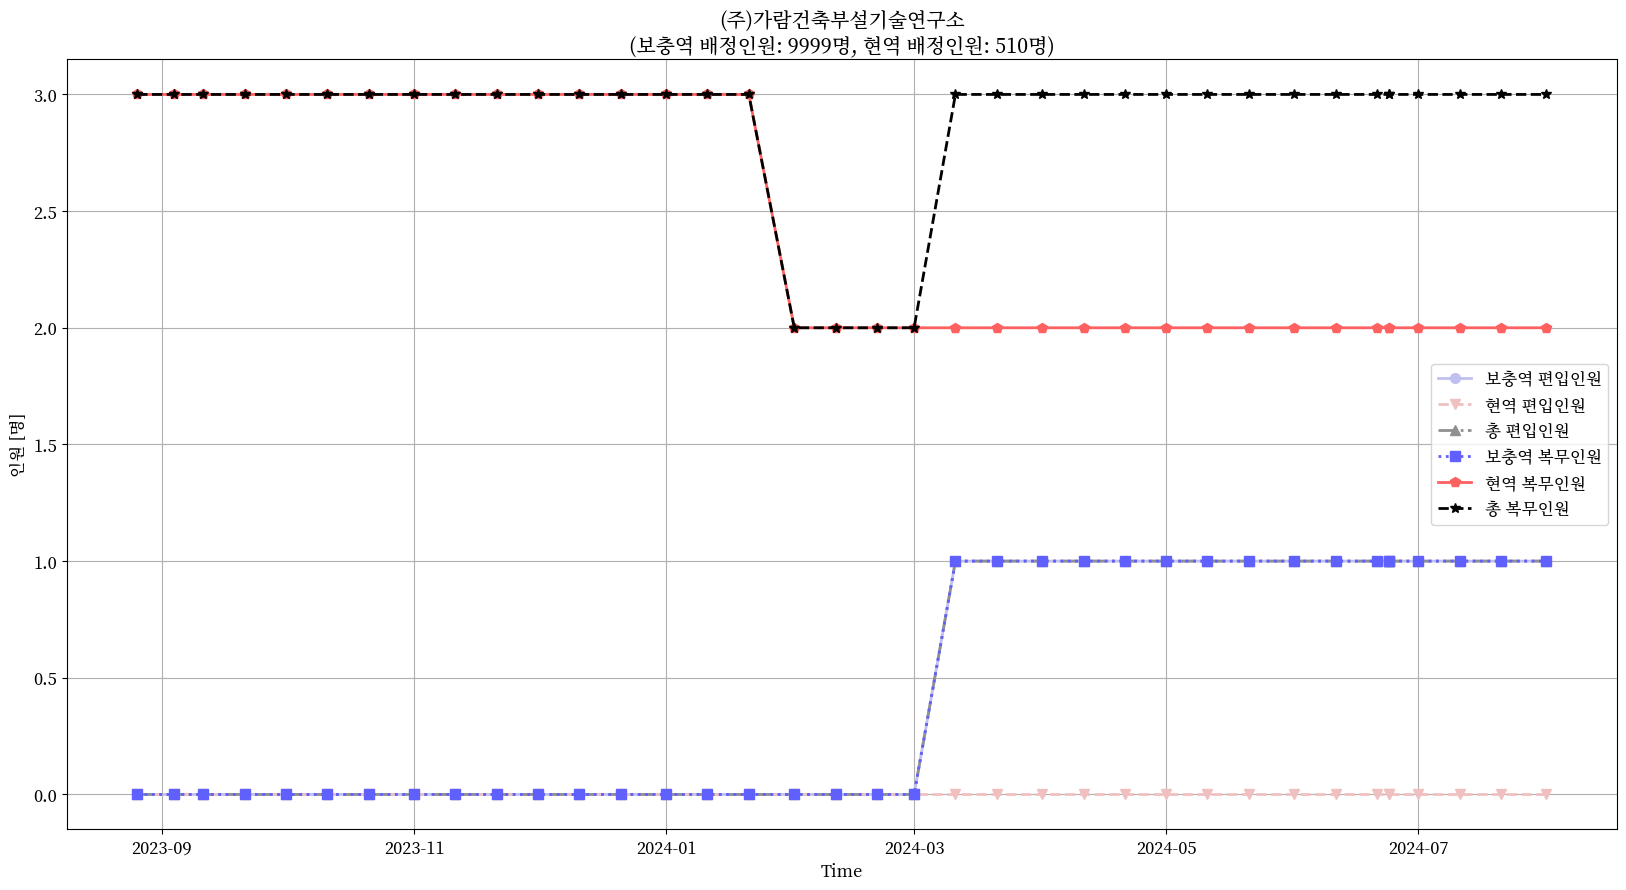 (주)가람건축부설기술연구소
(보충역 배정인원: 9999명, 현역 배정인원: 510명)
3.0
2.5
2.0
1.5
1.0
0.5
0.0
인원 [명]
보충역 편입인원
현역 편입인원
총 편입인원
보충역 복무인원
현역 복무인원
총 복무인원
2023-09
2023-11
2024-01
2024-03
2024-05
2024-07
Time